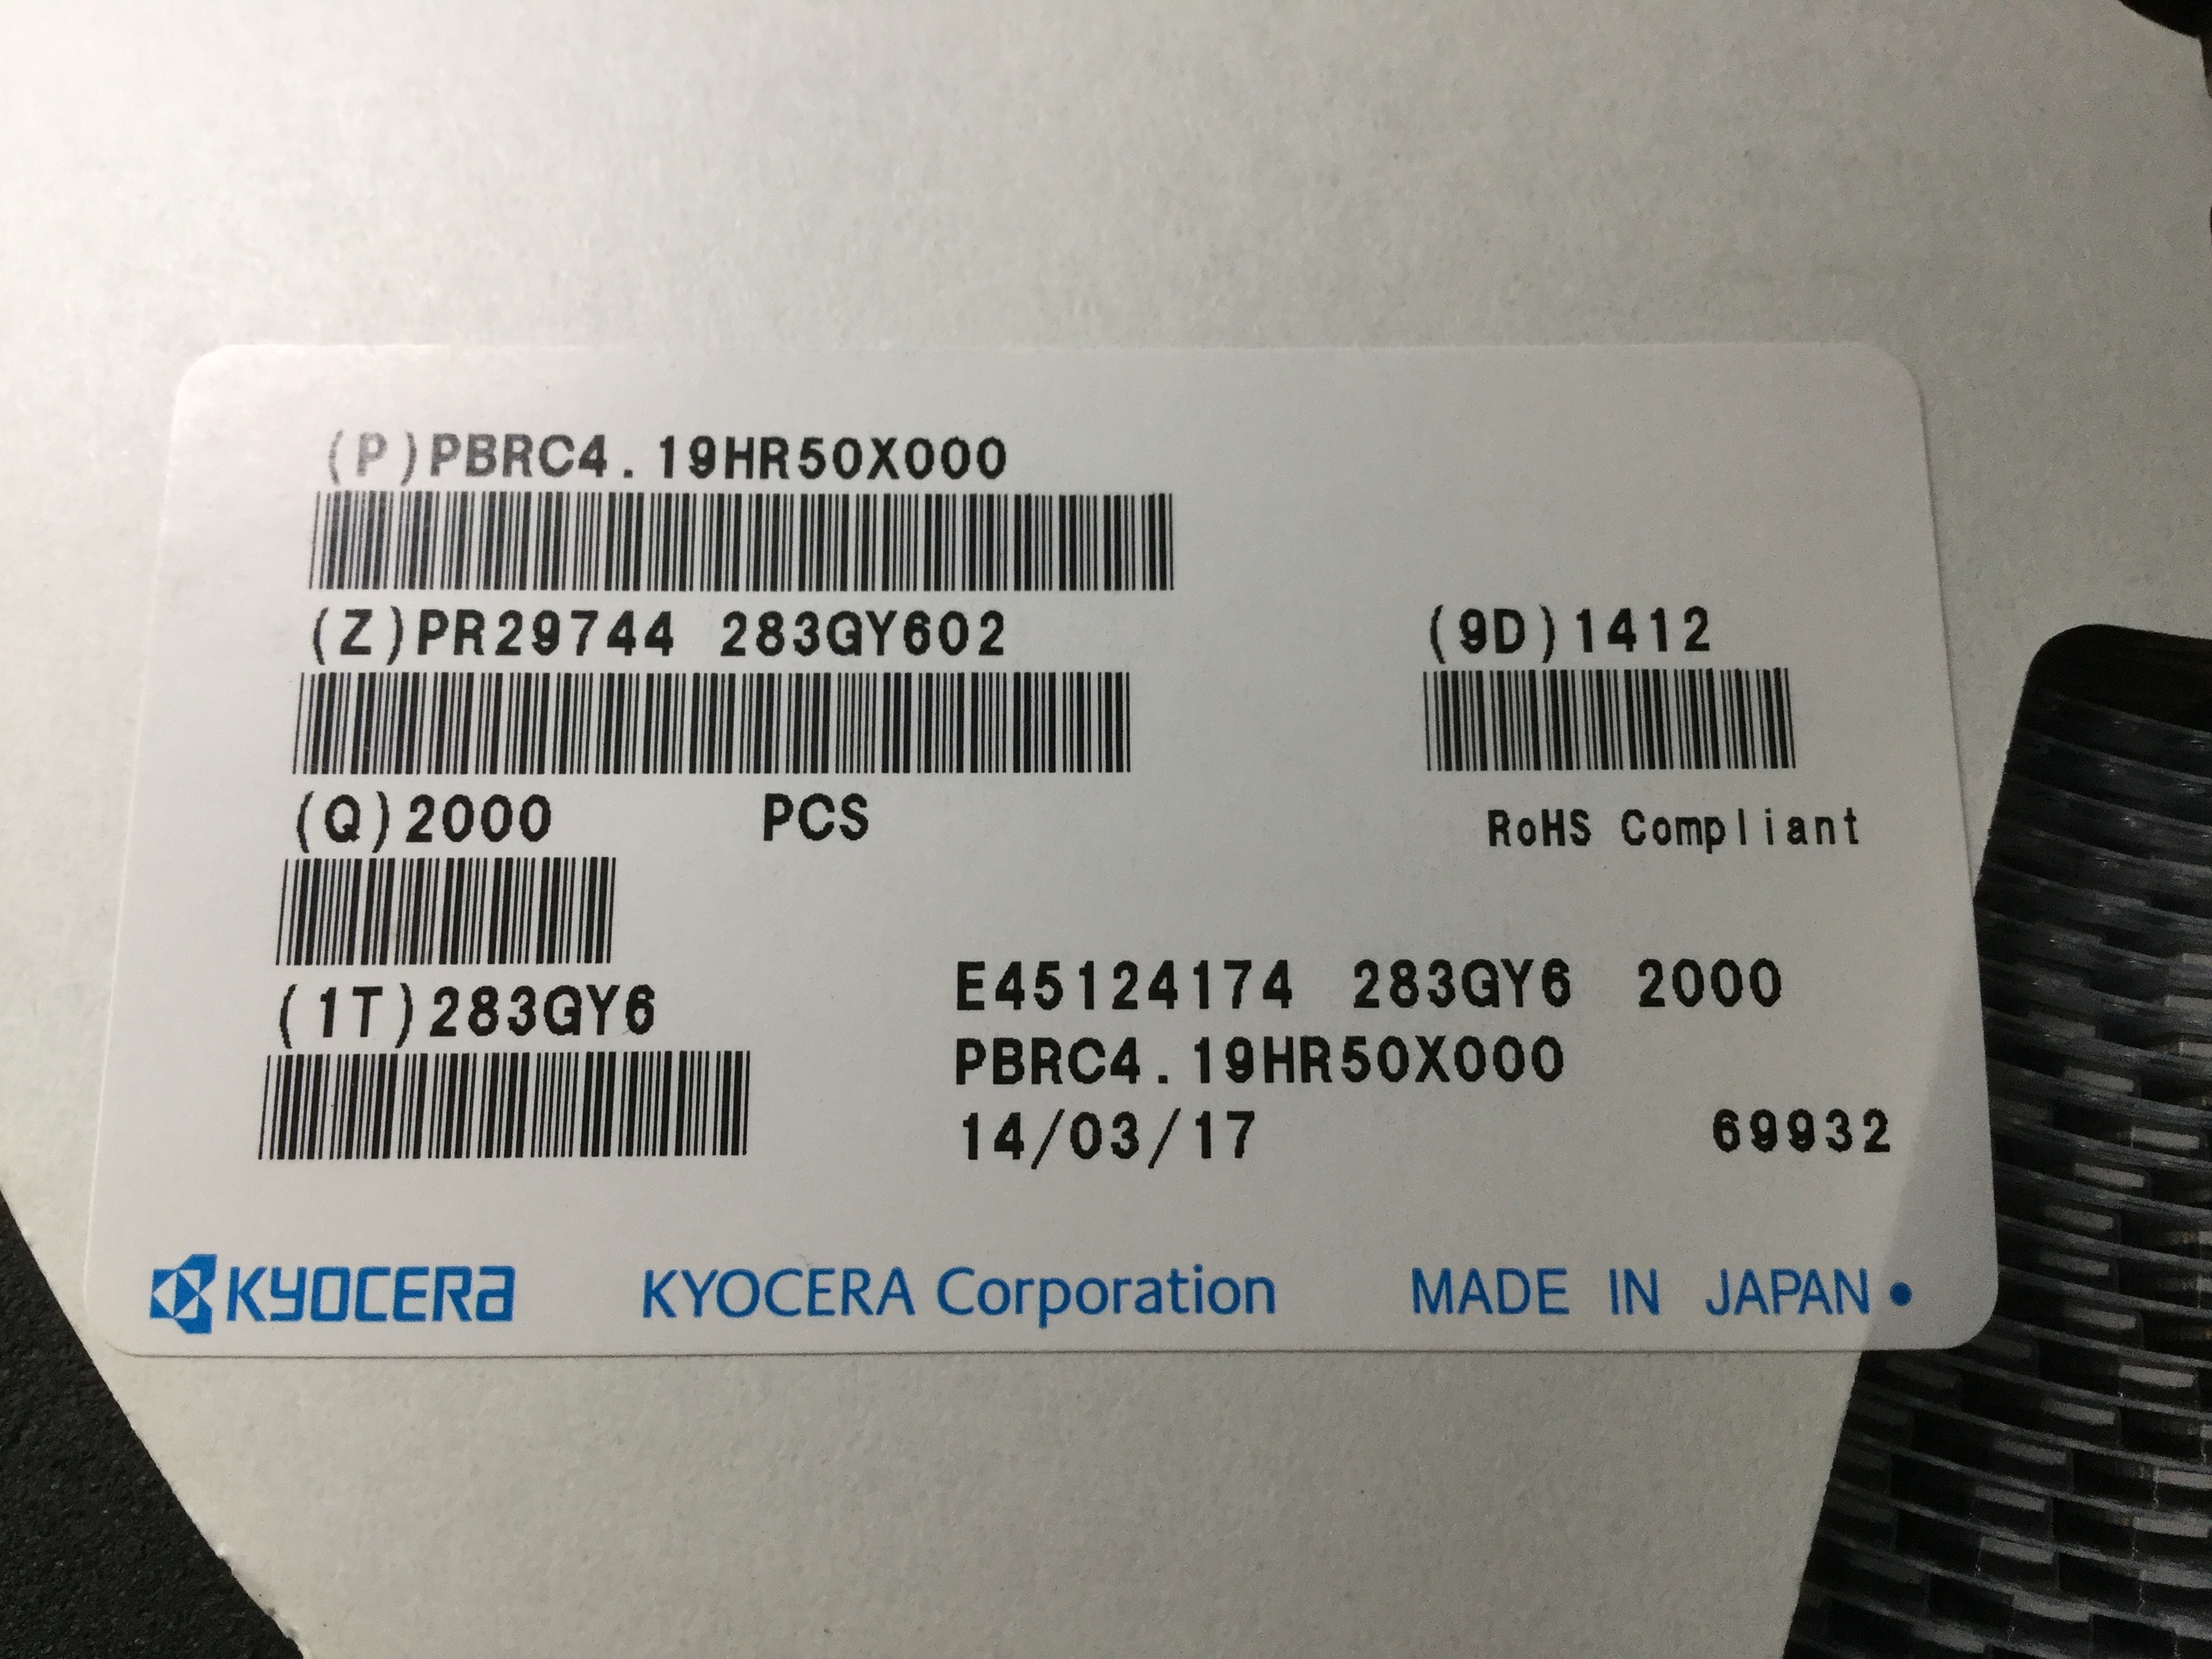 (P)PBRC4.19HR50X000
(Z)PR29744 283GY602
(9D)1412
(Q)2000 PCS
RoHS Compliant
(1T)283GY6
E45124174 283GY6 2000
PBRC4.19HR50X000
14/03/17 69932
KYOCERA KYOCERA Corporation MADE IN JAPAN